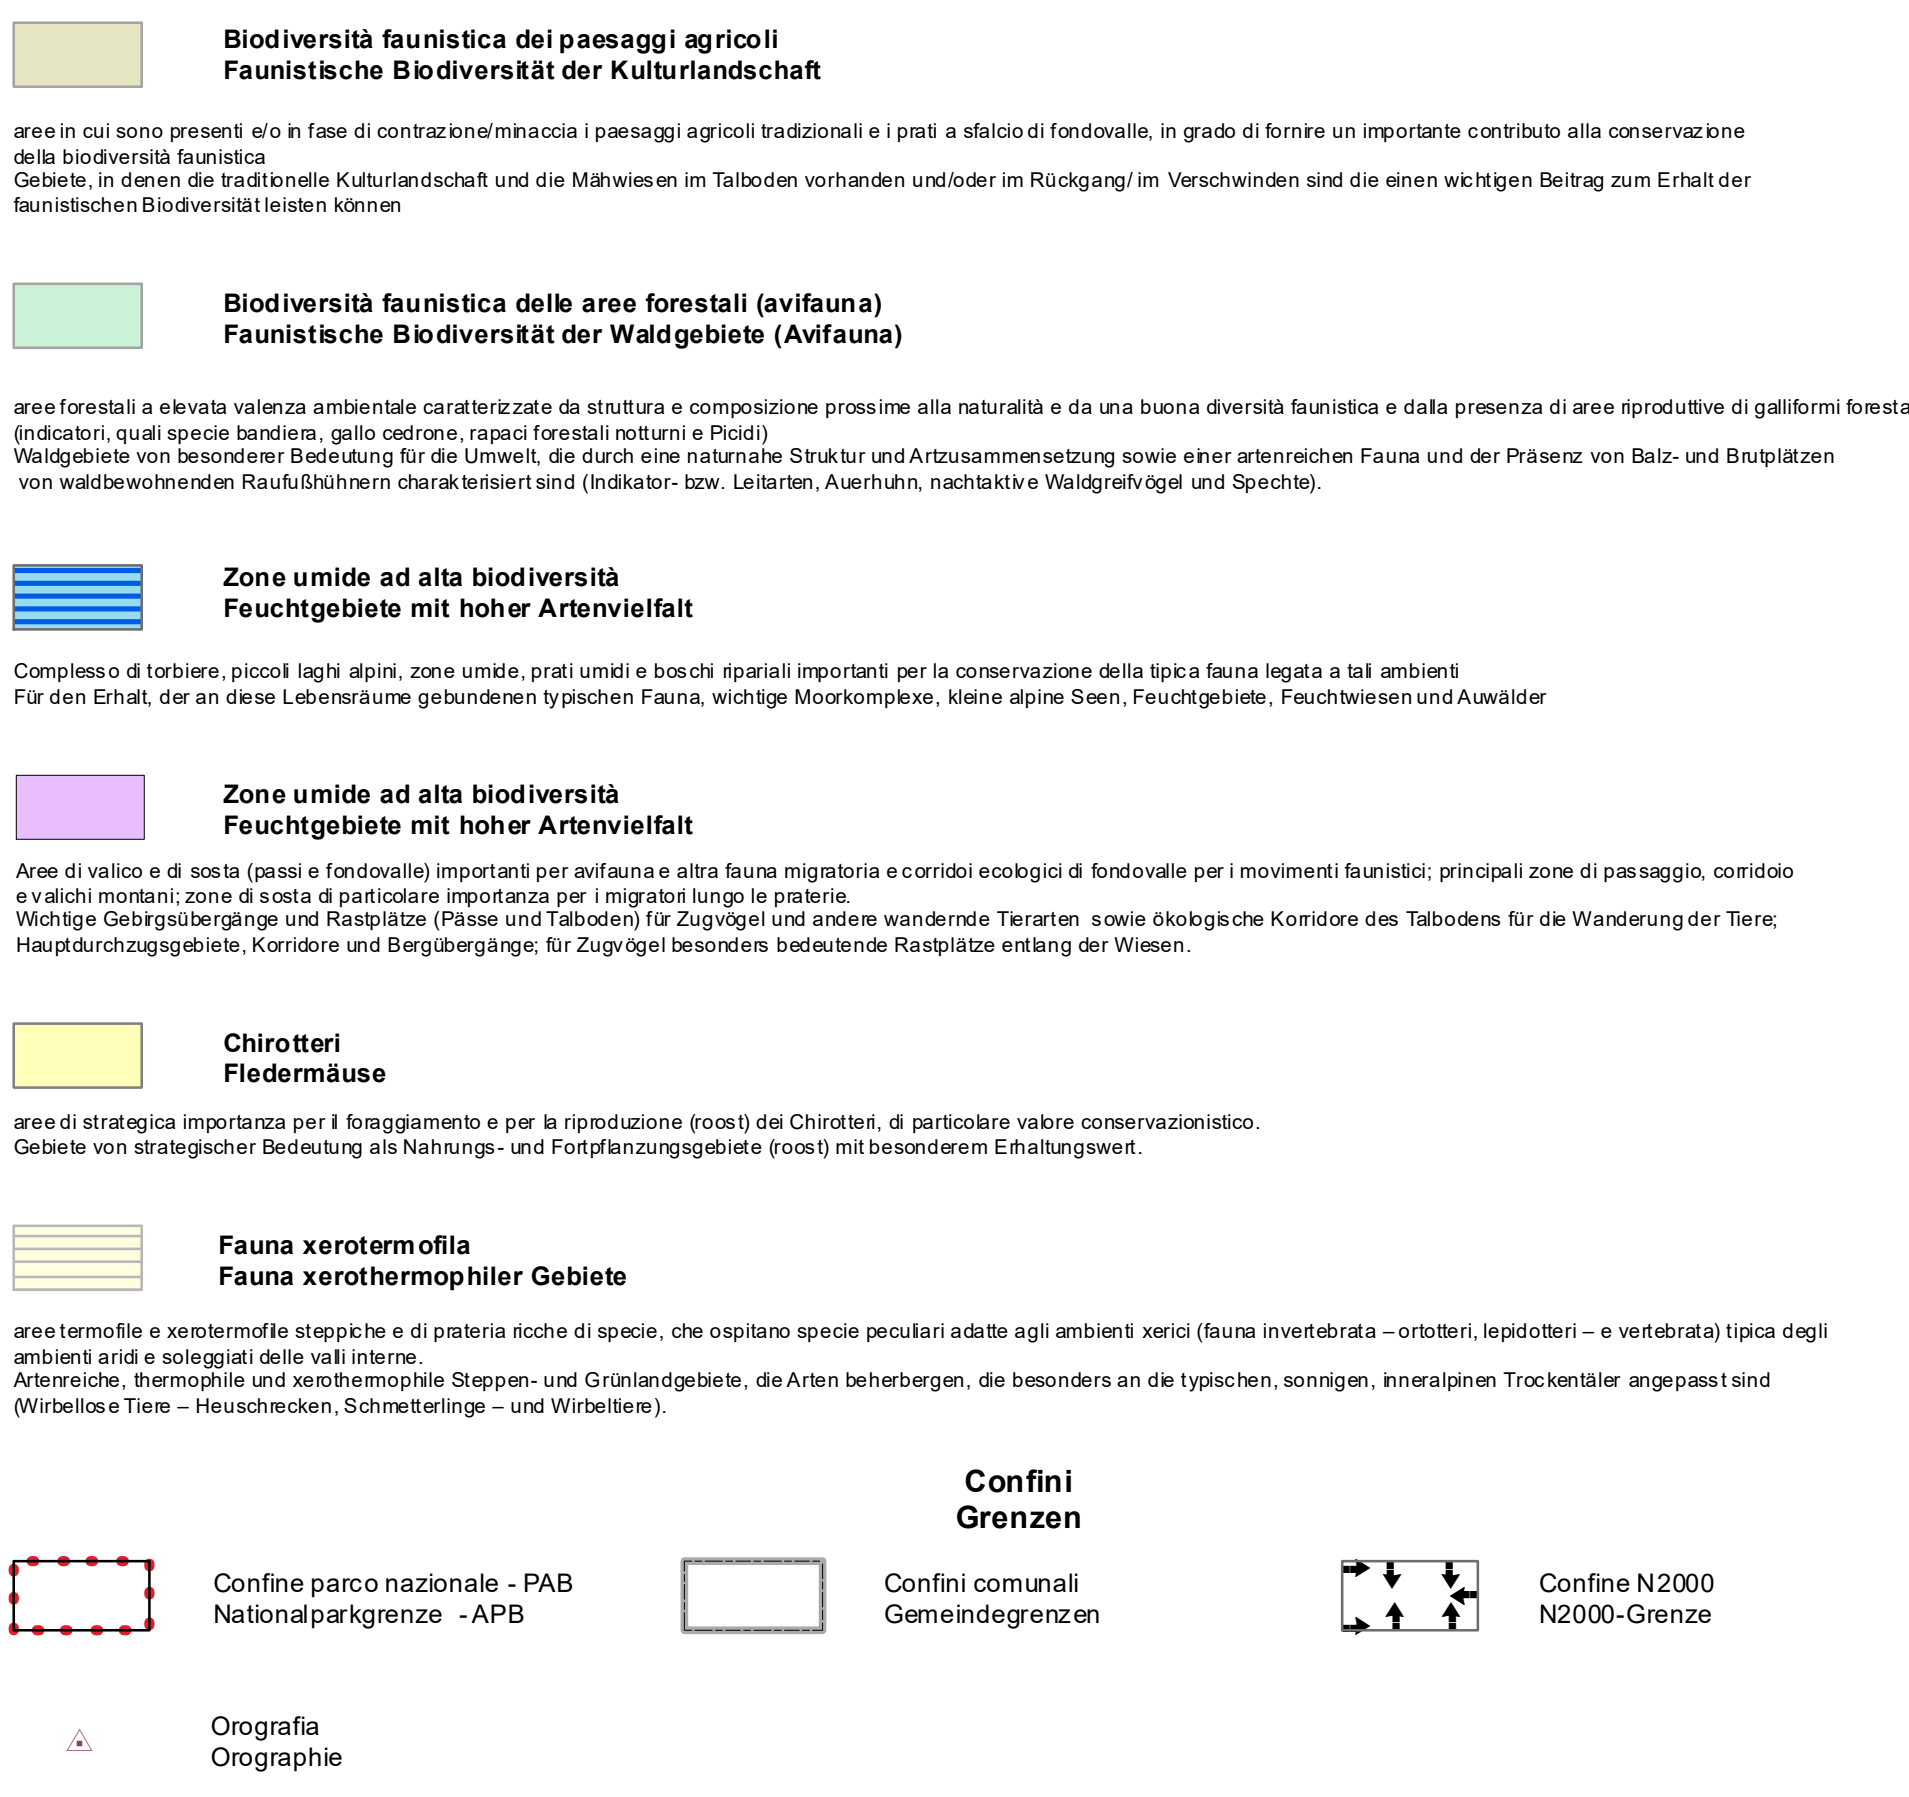 Biodiversità faunistica dei paesaggi agricoli
Faunistische Biodiversität der Kulturlandschaft
aree in cui sono presenti e/o in fase di contrazione/minaccia i paesaggi agricoli tradizionali e i prati a sfalcio di fondovalle, in grado di fornire un importante contributo alla conservazione
della biodiversità faunistica
Gebiete, in denen die traditionelle Kulturlandschaft und die Mähwiesen im Talboden vorhanden und/oder im Rückgang/ im Verschwinden sind die einen wichtigen Beitrag zum Erhalt der
faunistischen Biodiversität leisten können
Biodiversità faunistica delle aree forestali (avifauna)
Faunistische Biodiversität der Waldgebiete (Avifauna)
aree forestali a elevata valenza ambientale caratterizzate da struttura e composizione prossime alla naturalità e da una buona diversità faunistica e dalla presenza di aree riproduttive di galliformi foresta
(indicatori, quali specie bandiera, gallo cedrone, rapaci forestali notturni e Picidi)
Waldgebiete von besonderer Bedeutung für die Umwelt, die durch eine naturnahe Struktur und Artzusammensetzung sowie einer artenreichen Fauna und der Präsenz von Balz- und Brutplätzen
von waldbewohnenden Raufußhühnern charakterisiert sind (Indikator- bzw. Leitarten, Auerhuhn, nachtaktive Waldgreifvögel und Spechte).
Zone umide ad alta biodiversità
Feuchtgebiete mit hoher Artenvielfalt
Complesso di torbiere, piccoli laghi alpini, zone umide, prati umidi e boschi ripariali importanti per la conservazione della tipica fauna legata a tali ambienti
Für den Erhalt, der an diese Lebensräume gebundenen typischen Fauna, wichtige Moorkomplexe, kleine alpine Seen, Feuchtgebiete, Feuchtwiesen und Auwälder
Zone umide ad alta biodiversità
Feuchtgebiete mit hoher Artenvielfalt
Aree di valico e di sosta (passi e fondovalle) importanti per avifauna e altra fauna migratoria e corridoi ecologici di fondovalle per i movimenti faunistici; principali zone di passaggio, corridoio
e valichi montani; zone di sosta di particolare importanza per i migratori lungo le praterie.
Wichtige Gebirgsübergänge und Rastplätze (Pässe und Talboden) für Zugvögel und andere wandernde Tierarten sowie ökologische Korridore des Talbodens für die Wanderung der Tiere;
Hauptdurchzugsgebiete, Korridore und Bergübergänge; für Zugvögel besonders bedeutende Rastplätze entlang der Wiesen.
Chirotteri
Fledermäuse
aree di strategica importanza per il foraggiamento e per la riproduzione (roost) dei Chirotteri, di particolare valore conservazionistico.
Gebiete von strategischer Bedeutung als Nahrungs- und Fortpflanzungsgebiete (roost) mit besonderem Erhaltungswert.
Fauna xerotermofila
Fauna xerothermophiler Gebiete
aree termofile e xerotermofile steppiche e di prateria ricche di specie, che ospitano specie peculiari adatte agli ambienti xerici (fauna invertebrata – ortotteri, lepidotteri – e vertebrata) tipica degli
ambienti aridi e soleggiati delle valli interne.
Artenreiche, thermophile und xerothermophile Steppen- und Grünlandgebiete, die Arten beherbergen, die besonders an die typischen, sonnigen, inneralpinen Trockentäler angepasst sind
(Wirbellose Tiere – Heuschrecken, Schmetterlinge – und Wirbeltiere).
Confini
Grenzen
Confine parco nazionale - PAB
Nationalparkgrenze - APB
Confini comunali
Gemeindegrenzen
Confine N2000
N2000-Grenze
Orografia
Orographie